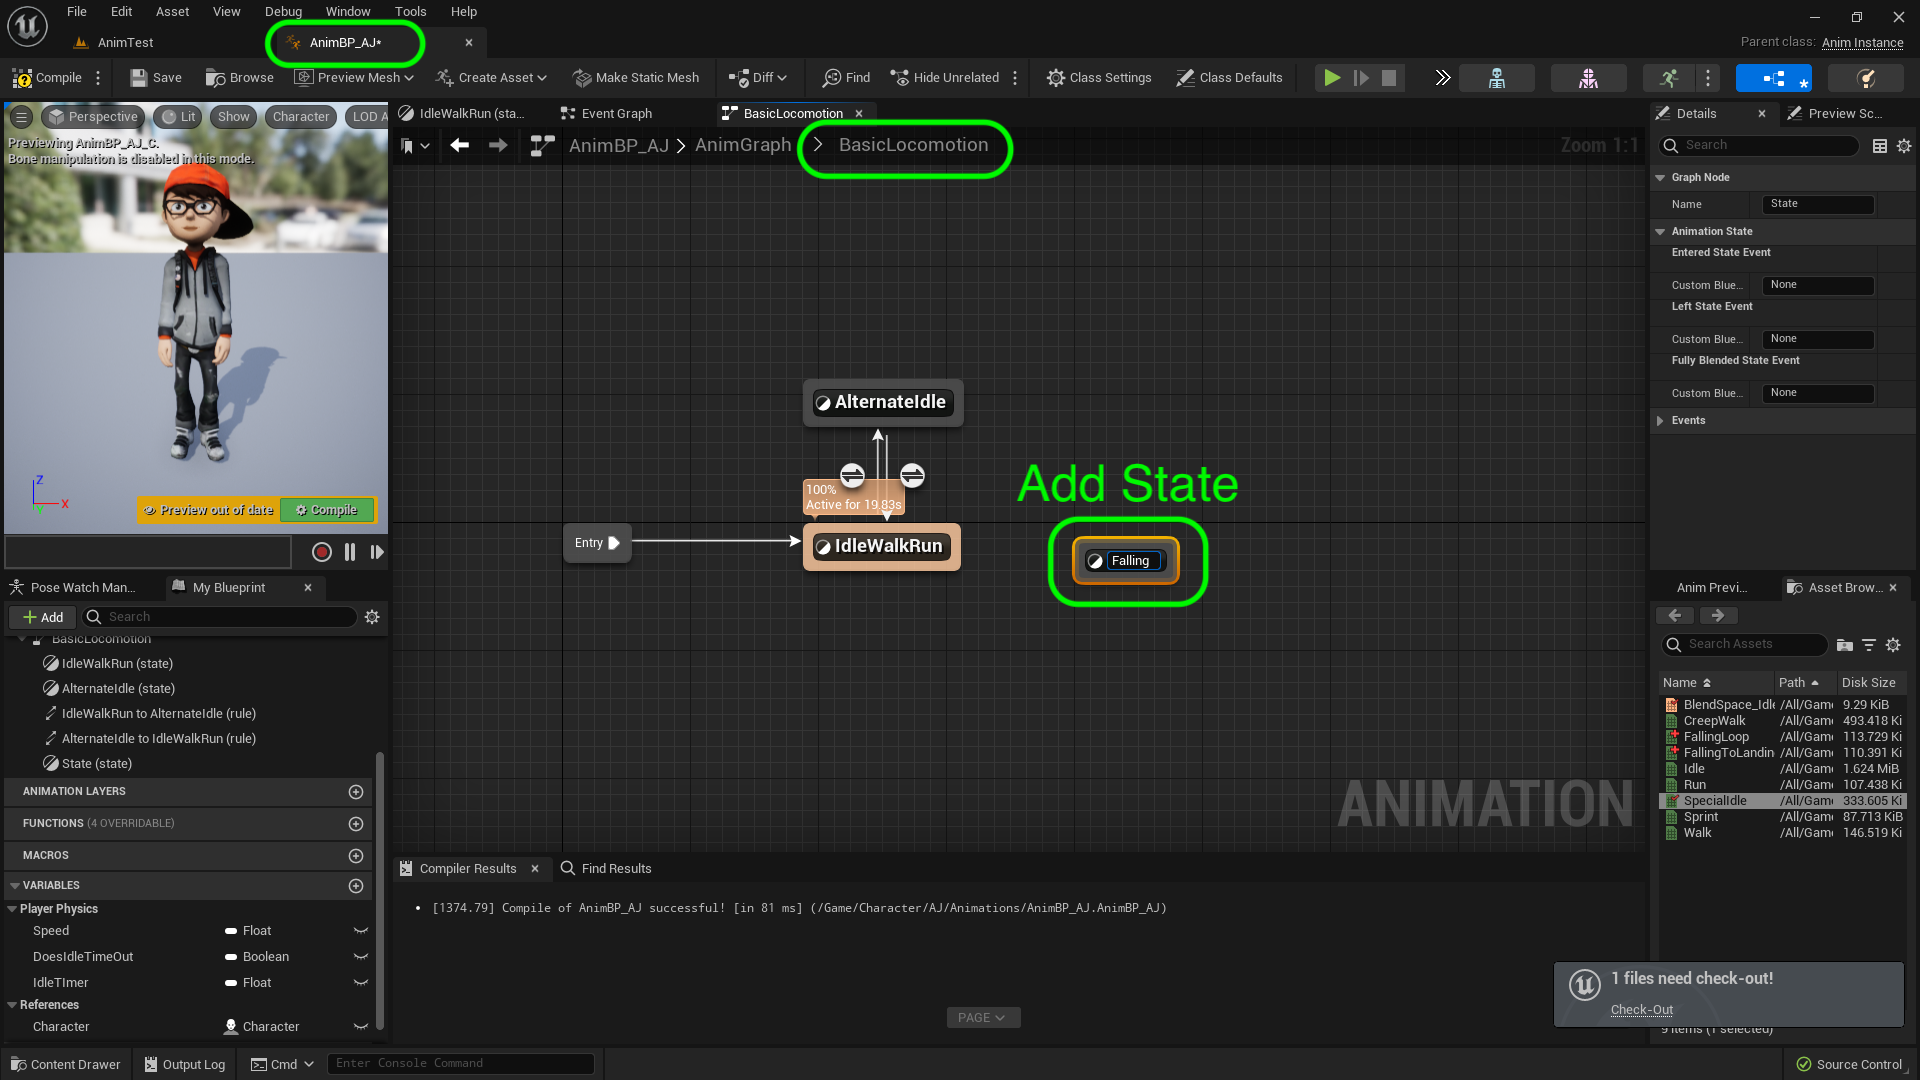 File Edit Asset View Debug Window Tools Help
AnimTest
AnimBP_AJ*
Parent class: Anim Instance
Compile Save Browse Preview Mesh Create Asset Make Static Mesh Diff Find Hide Unrelated Class Settings Class Defaults
Perspective Lit Show Character LOD A
Previewing AnimBP_AJ_C.
Bone manipulation is disabled in this mode.
Z
X
Y
Preview out of date Compile
IdleWalkRun (sta... Event Graph BasicLocomotion
AnimBP_AJ > AnimGraph > BasicLocomotion
Zoom 1:1
AlternateIdle
100%
Active for 19.83s
Entry
IdleWalkRun
Add State
Falling
ANIMATION
Pose Watch Man... My Blueprint
Add Search
BasicLocomotion
IdleWalkRun (state)
AlternateIdle (state)
IdleWalkRun to AlternateIdle (rule)
AlternateIdle to IdleWalkRun (rule)
State (state)
ANIMATION LAYERS
FUNCTIONS (4 OVERRIDABLE)
MACROS
VARIABLES
Player Physics
Speed Float
DoesIdleTimeOut Boolean
IdleTImer Float
References
Character Character
Compiler Results Find Results
• [1374.79] Compile of AnimBP_AJ successful! [in 81 ms] (/Game/Character/AJ/Animations/AnimBP_AJ.AnimBP_AJ)
PAGE
Details Preview Sc...
Search
Graph Node
Name State
Animation State
Entered State Event
Custom Blue... None
Left State Event
Custom Blue... None
Fully Blended State Event
Custom Blue... None
Events
Anim Previ... Asset Brow...
Search Assets
Name Path Disk Size
BlendSpace_Idle /All/Game 9.29 KiB
CreepWalk /All/Game 493.418 Ki
FallingLoop /All/Game 113.729 Ki
FallingToLandin /All/Game 110.391 Ki
Idle /All/Game 1.624 MiB
Run /All/Game 107.438 Ki
SpecialIdle /All/Game 333.605 Ki
Sprint /All/Game 87.713 KiB
Walk /All/Game 146.519 Ki
1 files need check-out!
Check-Out
9 items (1 selected)
Content Drawer Output Log Cmd Enter Console Command Source Control